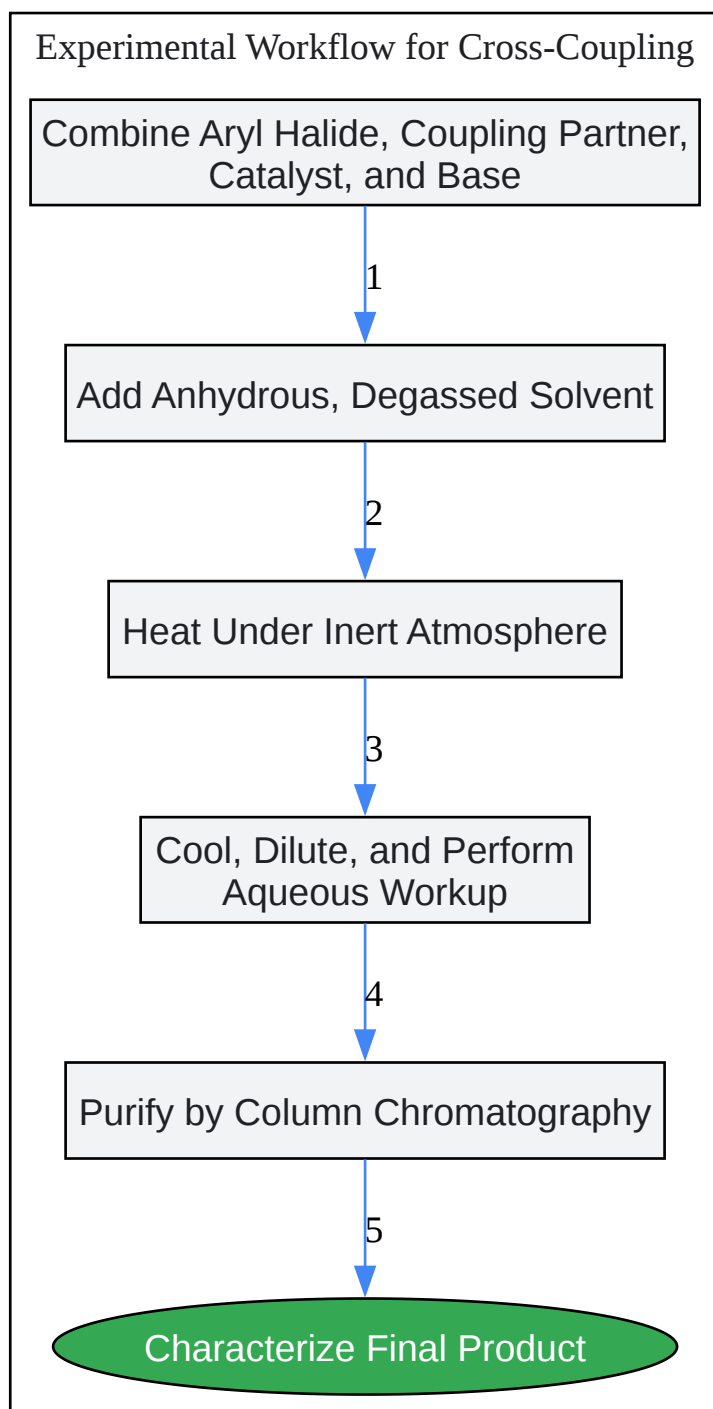 Experimental Workflow for Cross-Coupling
Combine Aryl Halide, Coupling Partner,
Catalyst, and Base
1
Add Anhydrous, Degassed Solvent
2
Heat Under Inert Atmosphere
3
Cool, Dilute, and Perform
Aqueous Workup
4
Purify by Column Chromatography
5
Characterize Final Product